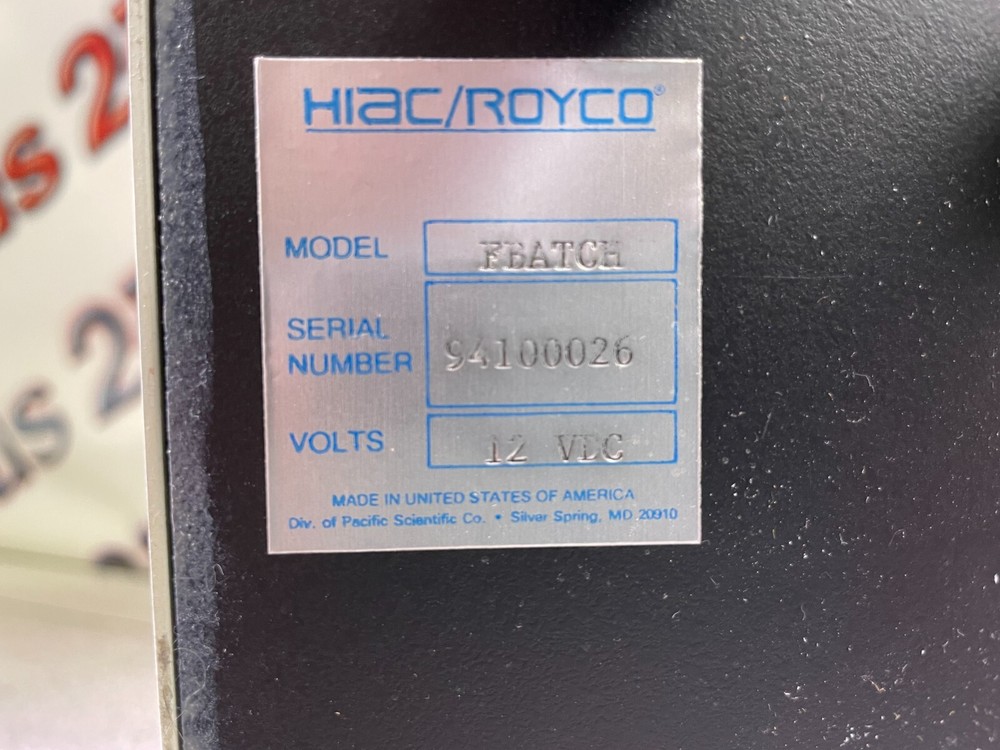 HIAC/ROYCO®
MODEL FBATCH
SERIAL
NUMBER 94100026
VOLTS 12 VDC
MADE IN UNITED STATES OF AMERICA
Div. of Pacific Scientific Co. • Silver Spring, MD 20910